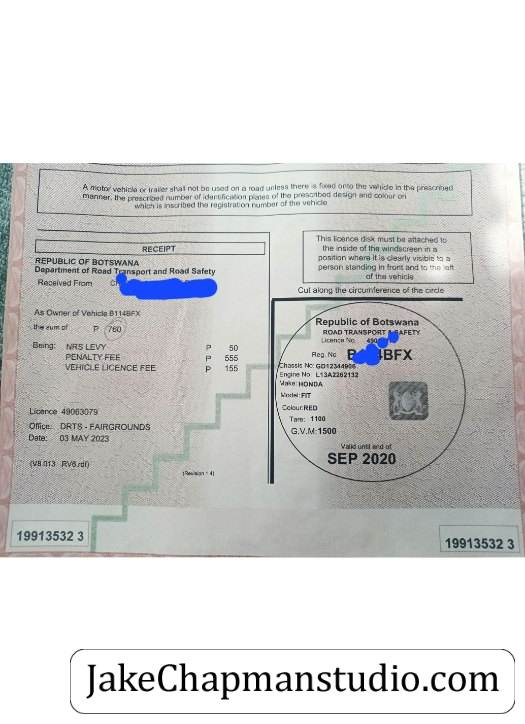 A motor vehicle or trailer shall not be used on a road unless there is fixed onto the vehicle in the prescribed
manner, the prescribed number of identification plates of the prescribed design and colour on
which is inscribed the registration number of the vehicle
RECEIPT
REPUBLIC OF BOTSWANA
Department of Road Transport and Road Safety
Received From
As Owner of Vehicle B114BFX
the sum of P (760)
Being: NRS LEVY P 50
PENALTY FEE P 555
VEHICLE LICENCE FEE P 155
Licence 49063079
Office: DRTS - FAIRGROUNDS
Date: 03 MAY 2023
(V8.013 .RV6.rdf)
(Revision = 4)
19913532 3
This licence disk must be attached to
the inside of the windscreen in a
position where it is clearly visible to a
person standing in front and to the left
of the vehicle
Cut along the circumference of the circle
Republic of Botswana
ROAD TRANSPORT & SAFETY
Licence No.
Reg. No
Chassis No: GD12344906
Engine No L13A2262132
Make: HONDA
Model: FIT
Colour: RED
Tare: 1100
G.V.M: 1500
Valid until end of
SEP 2020
19913532 3
JakeChapmanstudio.com